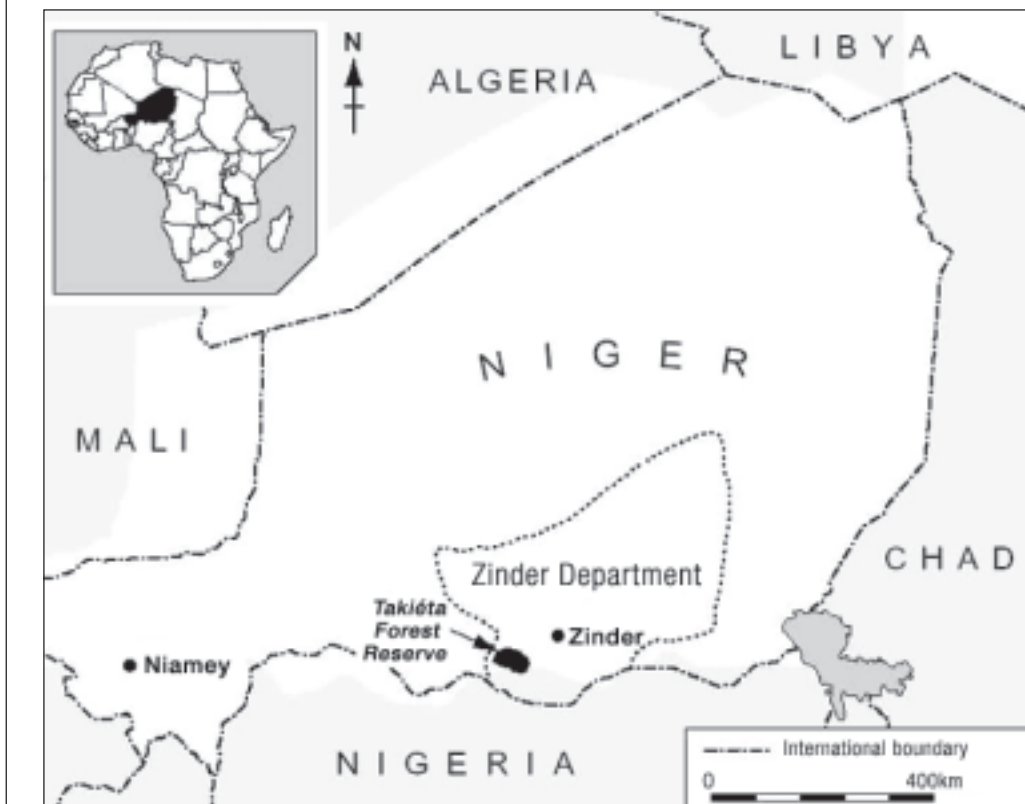 N
ALGERIA
LIBYA
NIGER
MALI
CHAD
Zinder Department
Takiéta
Forest
Reserve
Zinder
Niamey
NIGERIA
International boundary
0 400km